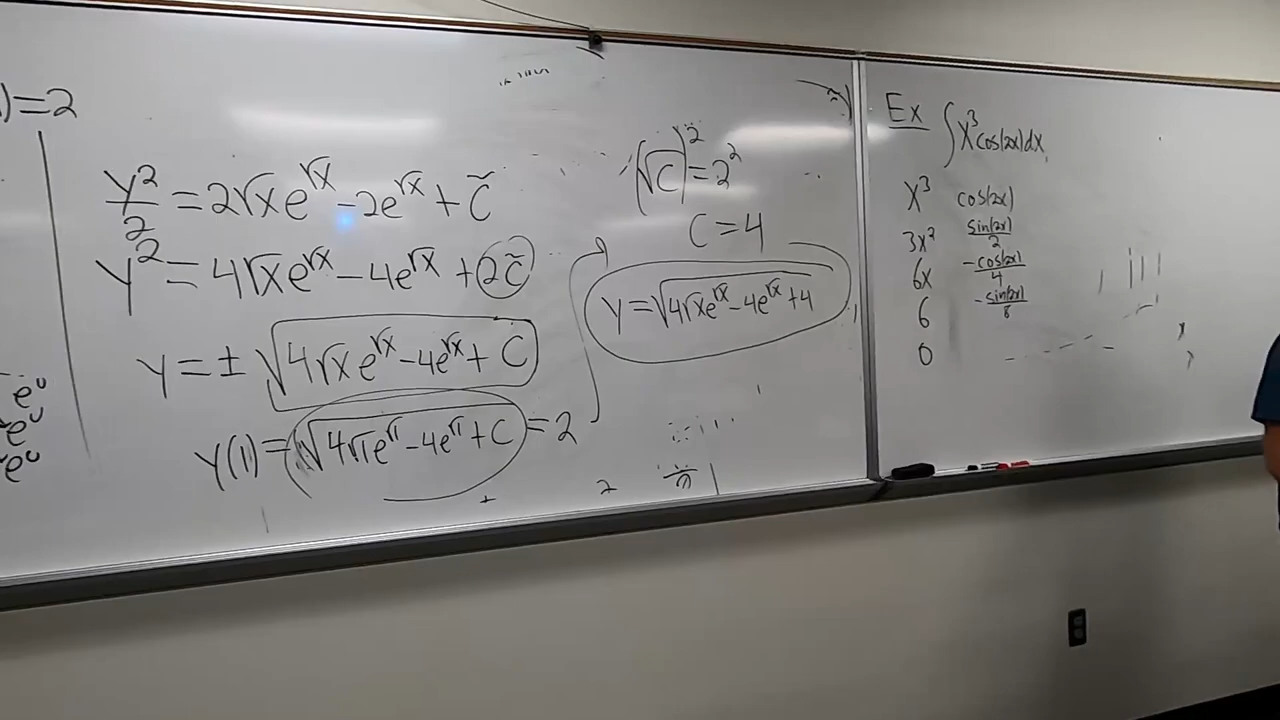 )=2
e^u
e^u
e^u
y²/2 = 2√x e^√x - 2e^√x + c̃
y² = 4√x e^√x - 4e^√x + 2c̃
y = ± √(4√x e^√x - 4e^√x + C)
y(1) = √(4√1 e^√1 - 4e^√1 + C) = 2
(√C)² = 2²
C = 4
y = √(4√x e^√x - 4e^√x + 4)
Ex ∫ x³ cos(2x) dx
x³ cos(2x)
3x² sin(2x)/2
6x -cos(2x)/4
6 -sin(2x)/8
0